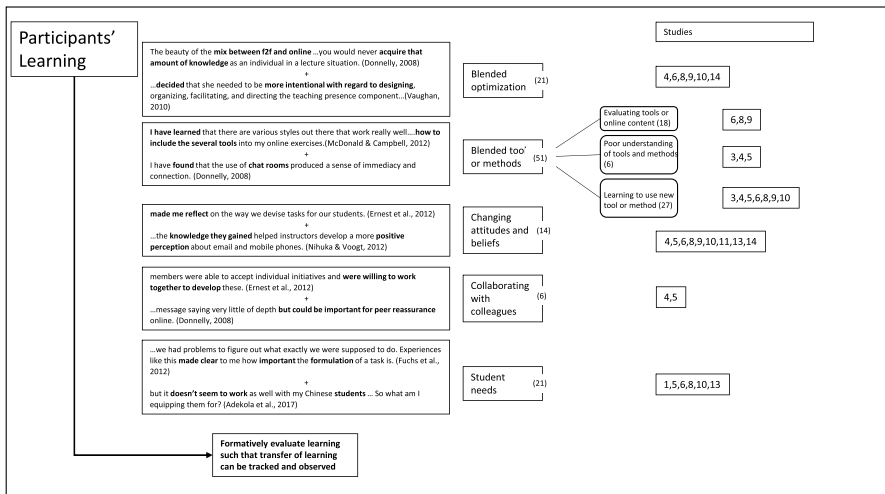 Participants'
Learning
Studies
The beauty of the mix between f2f and online ...you would never acquire that
amount of knowledge as an individual in a lecture situation. (Donnelly, 2008)
+
...decided that she needed to be more intentional with regard to designing,
organizing, facilitating, and directing the teaching presence component...(Vaughan,
2010)
Blended
optimization
(21)
4,6,8,9,10,14
I have learned that there are various styles out there that work really well....how to
include the several tools into my online exercises.(McDonald & Campbell, 2012)
+
I have found that the use of chat rooms produced a sense of immediacy and
connection. (Donnelly, 2008)
Blended too
or methods
(51)
Evaluating tools or
online content (18)
6,8,9
Poor understanding
of tools and methods
(6)
3,4,5
Learning to use new
tool or method (27)
3,4,5,6,8,9,10
made me reflect on the way we devise tasks for our students. (Ernest et al., 2012)
+
...the knowledge they gained helped instructors develop a more positive
perception about email and mobile phones. (Nihuka & Voogt, 2012)
Changing
attitudes and
beliefs
(14)
4,5,6,8,9,10,11,13,14
members were able to accept individual initiatives and were willing to work
together to develop these. (Ernest et al., 2012)
+
...message saying very little of depth but could be important for peer reassurance
online. (Donnelly, 2008)
Collaborating
with
colleagues
(6)
4,5
...we had problems to figure out what exactly we were supposed to do. Experiences
like this made clear to me how important the formulation of a task is. (Fuchs et al.,
2012)
+
but it doesn't seem to work as well with my Chinese students ... So what am I
equipping them for? (Adekola et al., 2017)
Student
needs
(21)
1,5,6,8,10,13
Formatively evaluate learning
such that transfer of learning
can be tracked and observed